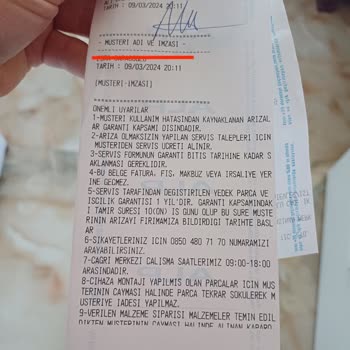 TARIH : 09/03/2024 20:11
- MUSTERI ADI VE IMZASI -
TARIH : 09/03/2024 20:11
[MUSTERI-IMZASI]
ONEMLI UYARILAR
1-MUSTERI KULLANIM HATASINDAN KAYNAKLANAN ARIZAL
AR GARANTI KAPSAMI DISINDADIR.
2-ARIZA OLMAKSIZIN YAPILAN SERVIS TALEPLERI ICIN
MUSTERIDEN SERVIS UCRETI ALINIR.
3-SERVIS FORMUNUN GARANTI BITIS TARIHINE KADAR S
AKLANMASI GEREKLIDIR.
4-BU BELGE FATURA. FIS. MAKBUZ VEYA IRSALIYE YER
INE GECMEZ.
5-SERVIS TARAFINDAN DEGISTIRILEN YEDEK PARCA VE
ISCILIK GARANTISI 1 YIL'DIR. GARANTI KAPSAMINDAK
I TAMIR SURESI 10(ON) IS GUNU OLUP BU SURE MUSTE
RININ ARIZAYI FIRMAMIZA BILDIRDIGI TARIHTE BASL
AR
6-SIKAYETLERINIZ ICIN 0850 480 71 70 NUMARAMIZI
ARAYABILIRSINIZ.
7-CAGRI MERKEZI CALISMA SAATLERIMIZ 09:00-18:00
ARASINDADIR.
8-CIHAZA MONTAJI YAPILMIS OLAN PARCALAR ICIN MUS
TERININ CAYMASI HALINDE PARCA TEKRAR SOKULEREK M
USTERIYE IADESI YAPILMAZ.
9-VERILEN MALZEME SIPARISI MALZEMELER TEMIN EDIL
DIKTEN MUSTERININ CAYMASI HALINDE ALINAN KAPARO